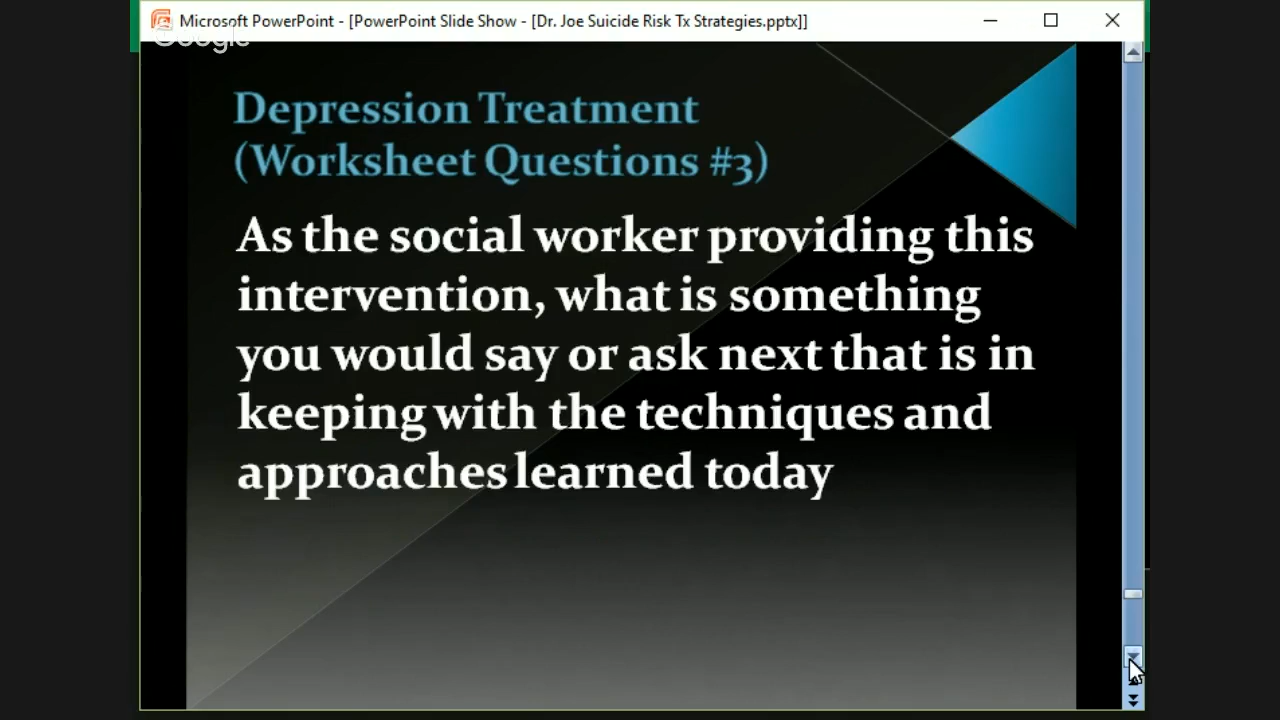 Microsoft PowerPoint - [PowerPoint Slide Show - [Dr. Joe Suicide Risk Tx Strategies.pptx]]
Google
Depression Treatment
(Worksheet Questions #3)
As the social worker providing this
intervention, what is something
you would say or ask next that is in
keeping with the techniques and
approaches learned today